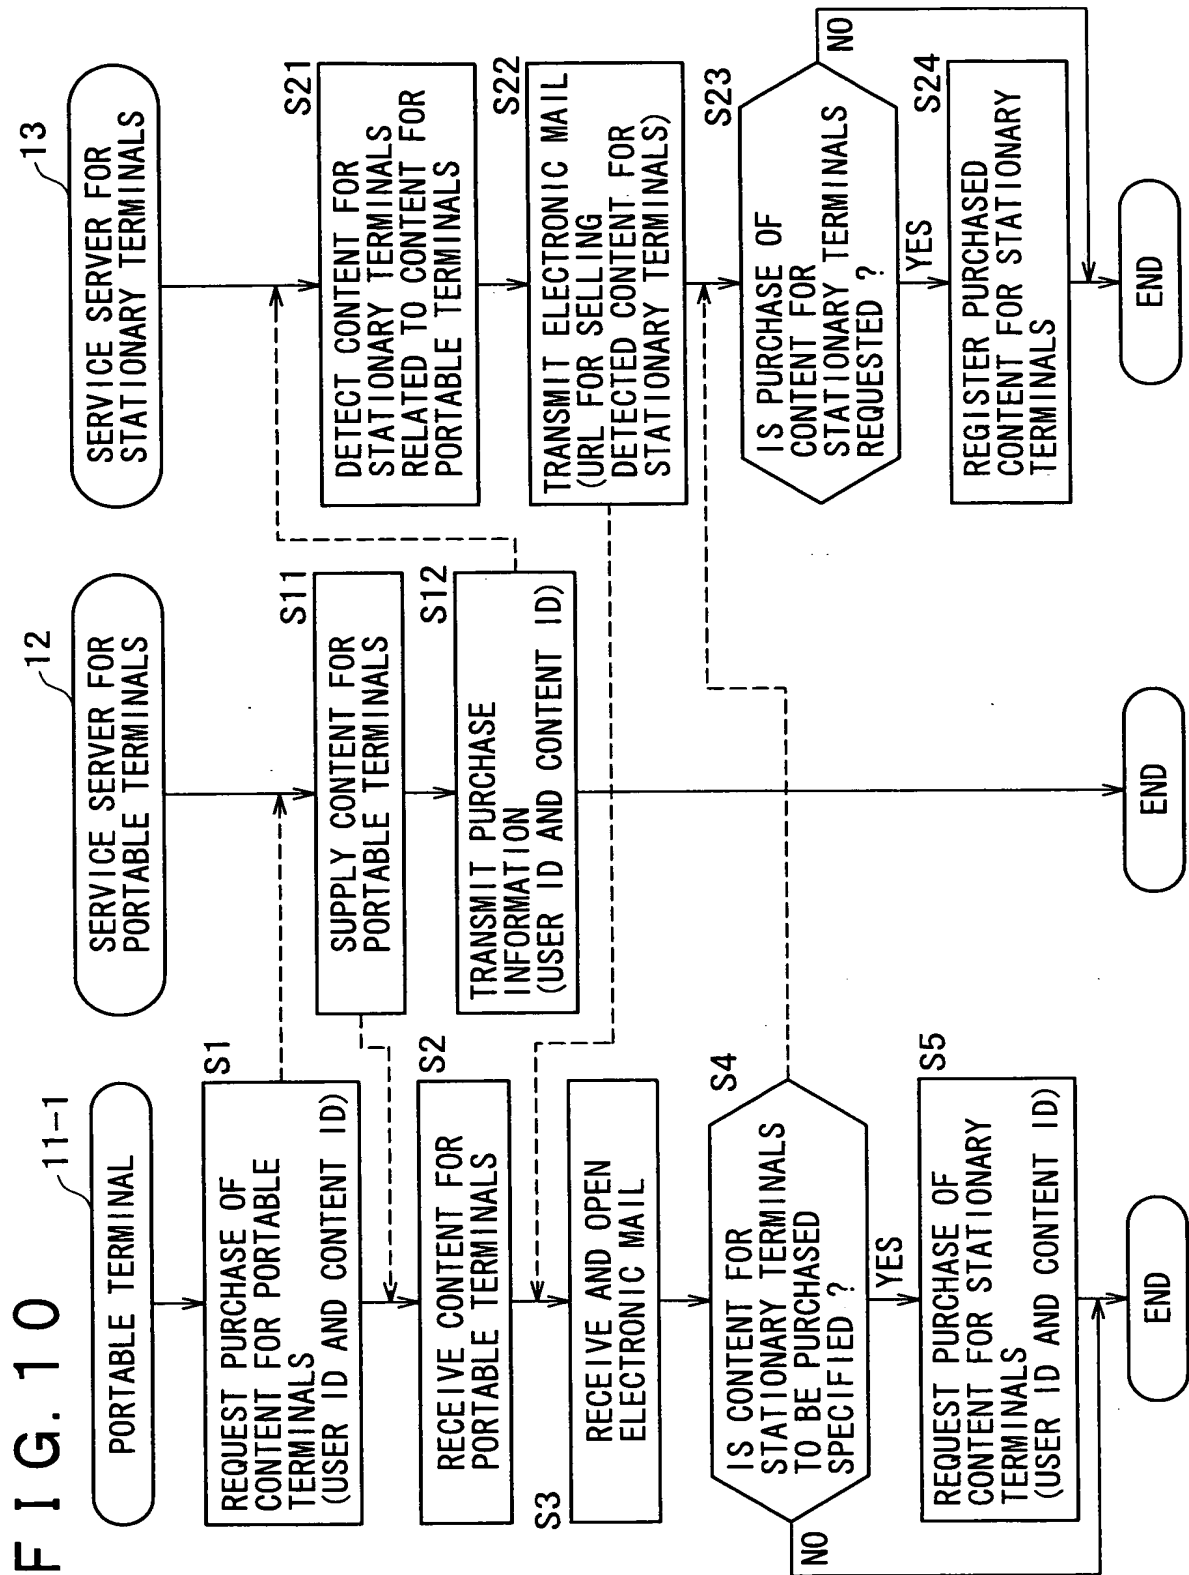 FIG. 10
11-1
PORTABLE TERMINAL
S1
REQUEST PURCHASE OF
CONTENT FOR PORTABLE
TERMINALS
(USER ID AND CONTENT ID)
S2
RECEIVE CONTENT FOR
PORTABLE TERMINALS
S3
RECEIVE AND OPEN
ELECTRONIC MAIL
S4
IS CONTENT FOR
STATIONARY TERMINALS
TO BE PURCHASED
SPECIFIED ?
NO
YES
S5
REQUEST PURCHASE OF
CONTENT FOR STATIONARY
TERMINALS
(USER ID AND CONTENT ID)
END
12
SERVICE SERVER FOR
PORTABLE TERMINALS
S11
SUPPLY CONTENT FOR
PORTABLE TERMINALS
S12
TRANSMIT PURCHASE
INFORMATION
(USER ID AND CONTENT ID)
END
13
SERVICE SERVER FOR
STATIONARY TERMINALS
S21
DETECT CONTENT FOR
STATIONARY TERMINALS
RELATED TO CONTENT FOR
PORTABLE TERMINALS
S22
TRANSMIT ELECTRONIC MAIL
(URL FOR SELLING
DETECTED CONTENT FOR
STATIONARY TERMINALS)
S23
IS PURCHASE OF
CONTENT FOR
STATIONARY TERMINALS
REQUESTED ?
NO
YES
S24
REGISTER PURCHASED
CONTENT FOR STATIONARY
TERMINALS
END